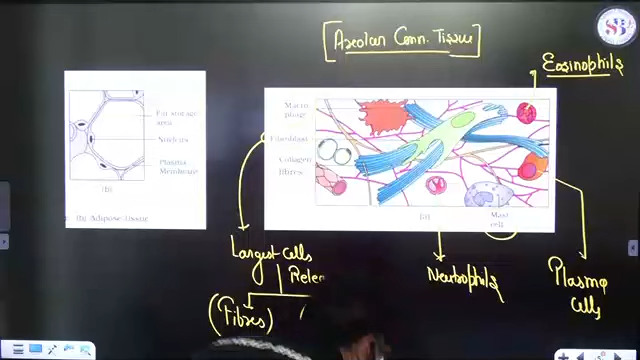 [Areolar Conn. Tissue]
SB
Eosinophils
Macro
phage
Fibroblast
Collagen
fibres
Fat storage
area
Nucleus
Plasma
Membrane
(b)
(b) Adipose tissue
(a)
Mast
cell
Largest Cells
Relea
(Fibres)
(
Neutrophils
Plasma
Cells